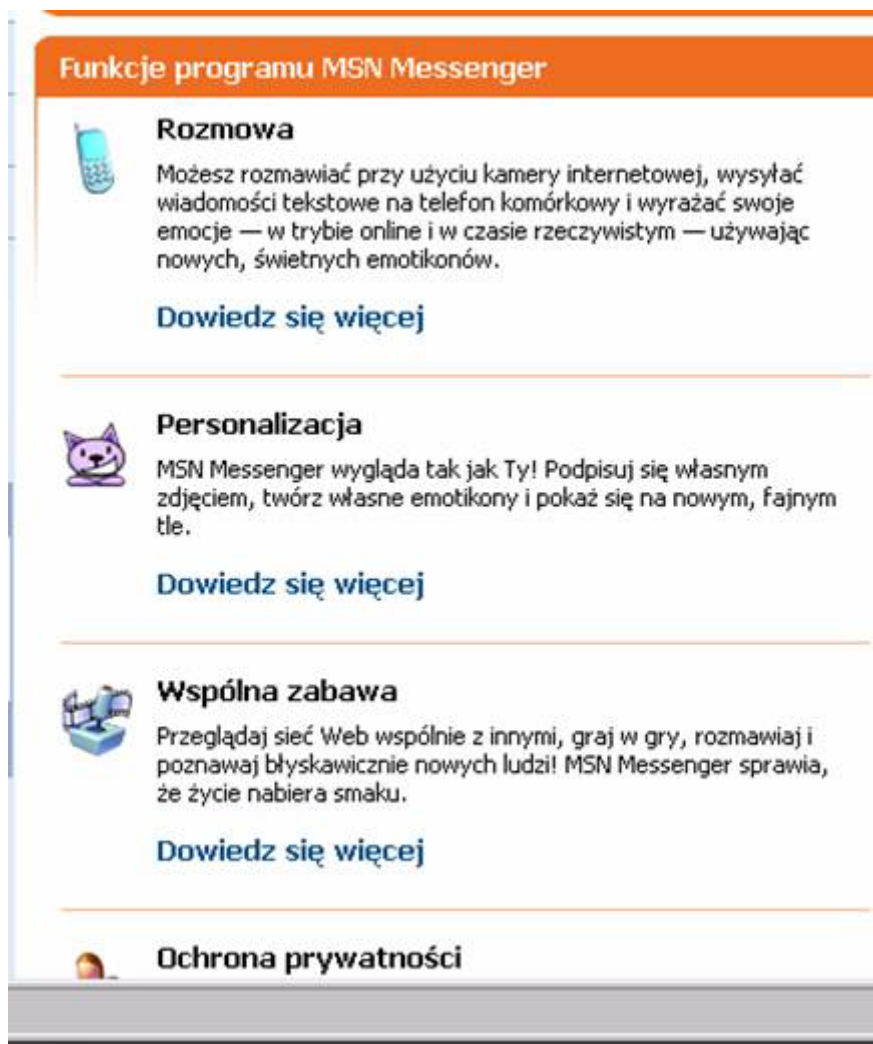 Funkcje programu MSN Messenger
Rozmowa
Możesz rozmawiać przy użyciu kamery internetowej, wysyłać
wiadomości tekstowe na telefon komórkowy i wyrażać swoje
emocje — w trybie online i w czasie rzeczywistym — używając
nowych, świetnych emotikonów.
Dowiedz się więcej
Personalizacja
MSN Messenger wygląda tak jak Ty! Podpisuj się własnym
zdjęciem, twórz własne emotikony i pokaż się na nowym, fajnym
tle.
Dowiedz się więcej
Wspólna zabawa
Przeglądaj sieć Web wspólnie z innymi, graj w gry, rozmawiaj i
poznawaj błyskawicznie nowych ludzi! MSN Messenger sprawia,
że życie nabiera smaku.
Dowiedz się więcej
Ochrona prywatności